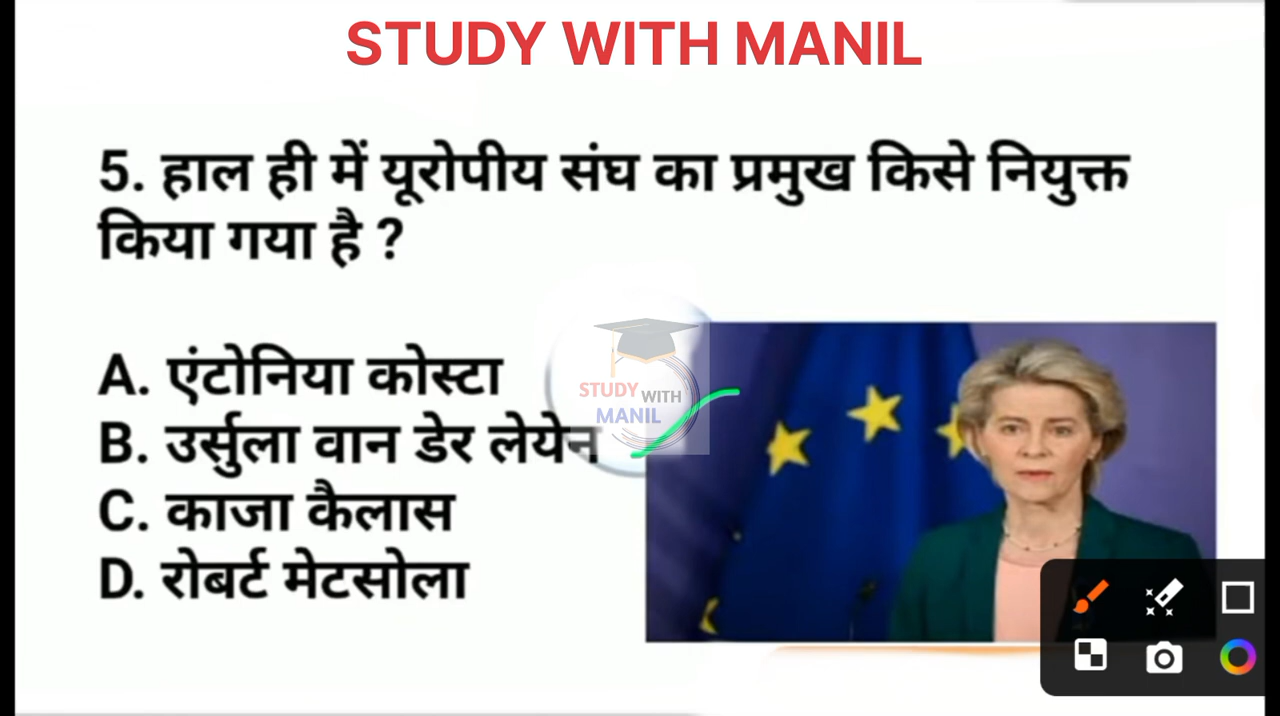 STUDY WITH MANIL
5. हाल ही में यूरोपीय संघ का प्रमुख किसे नियुक्त
किया गया है ?
A. एंटोनिया कोस्टा
B. उर्सुला वान डेर लेयेन
C. काजा कैलास
D. रोबर्ट मेटसोला
STUDY WITH
MANIL